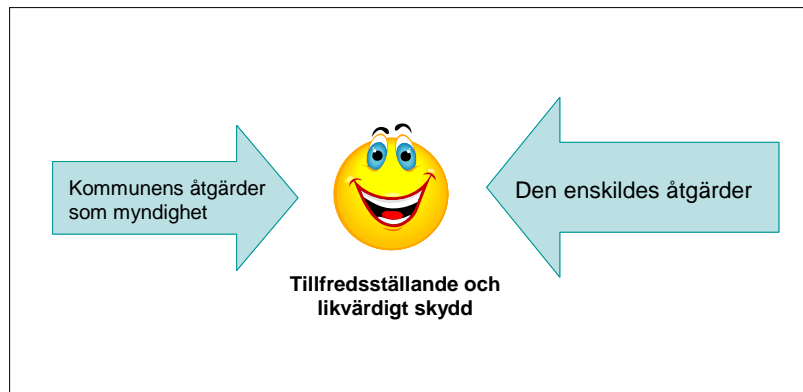 Kommunens åtgärder
som myndighet
Den enskildes åtgärder
Tillfredsställande och
likvärdigt skydd